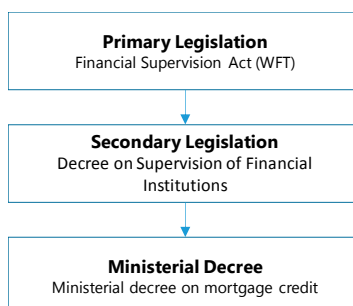 Primary Legislation
Financial Supervision Act (WFT)
Secondary Legislation
Decree on Supervision of Financial
Institutions
Ministerial Decree
Ministerial decree on mortgage credit